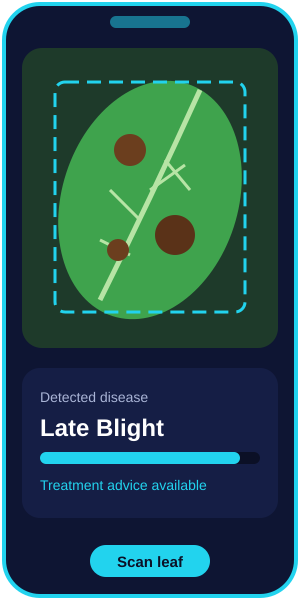 Detected disease
Late Blight
Treatment advice available
Scan leaf